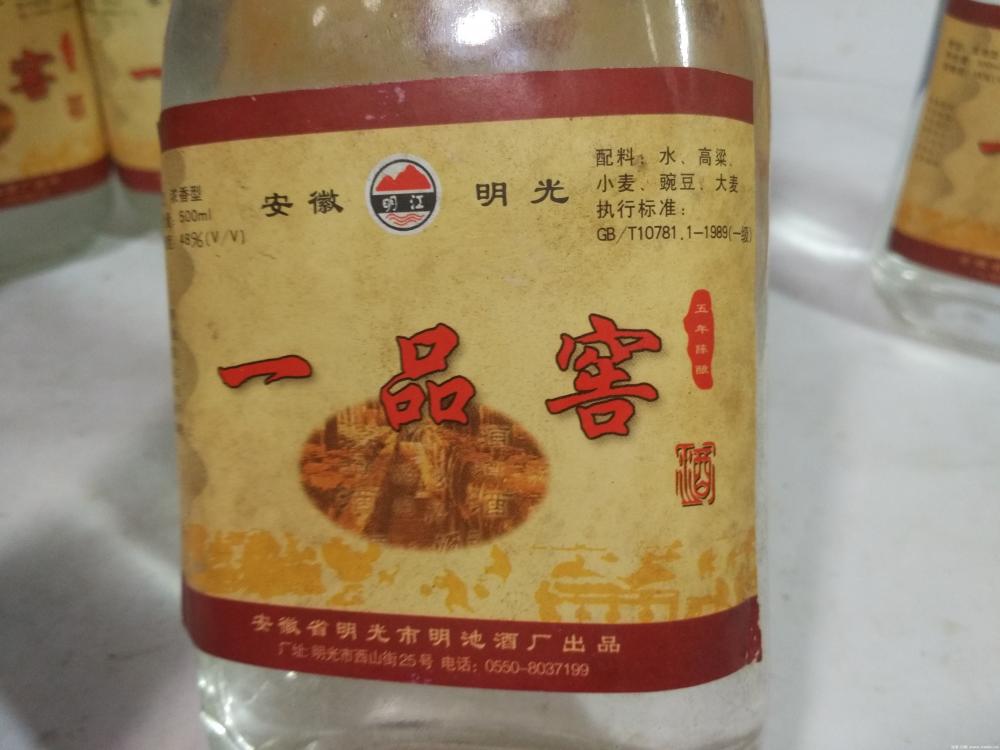 浓香型
500ml
48%(V/V)
安徽
明江
明光
配料：水、高粱、
小麦、豌豆、大麦
执行标准：
GB/T10781.1-1989(一级)
一品窖
五年陈酿
酒
安徽省明光市明池酒厂出品
厂址:明光市西山街25号 电话：0550-8037199
窖
一